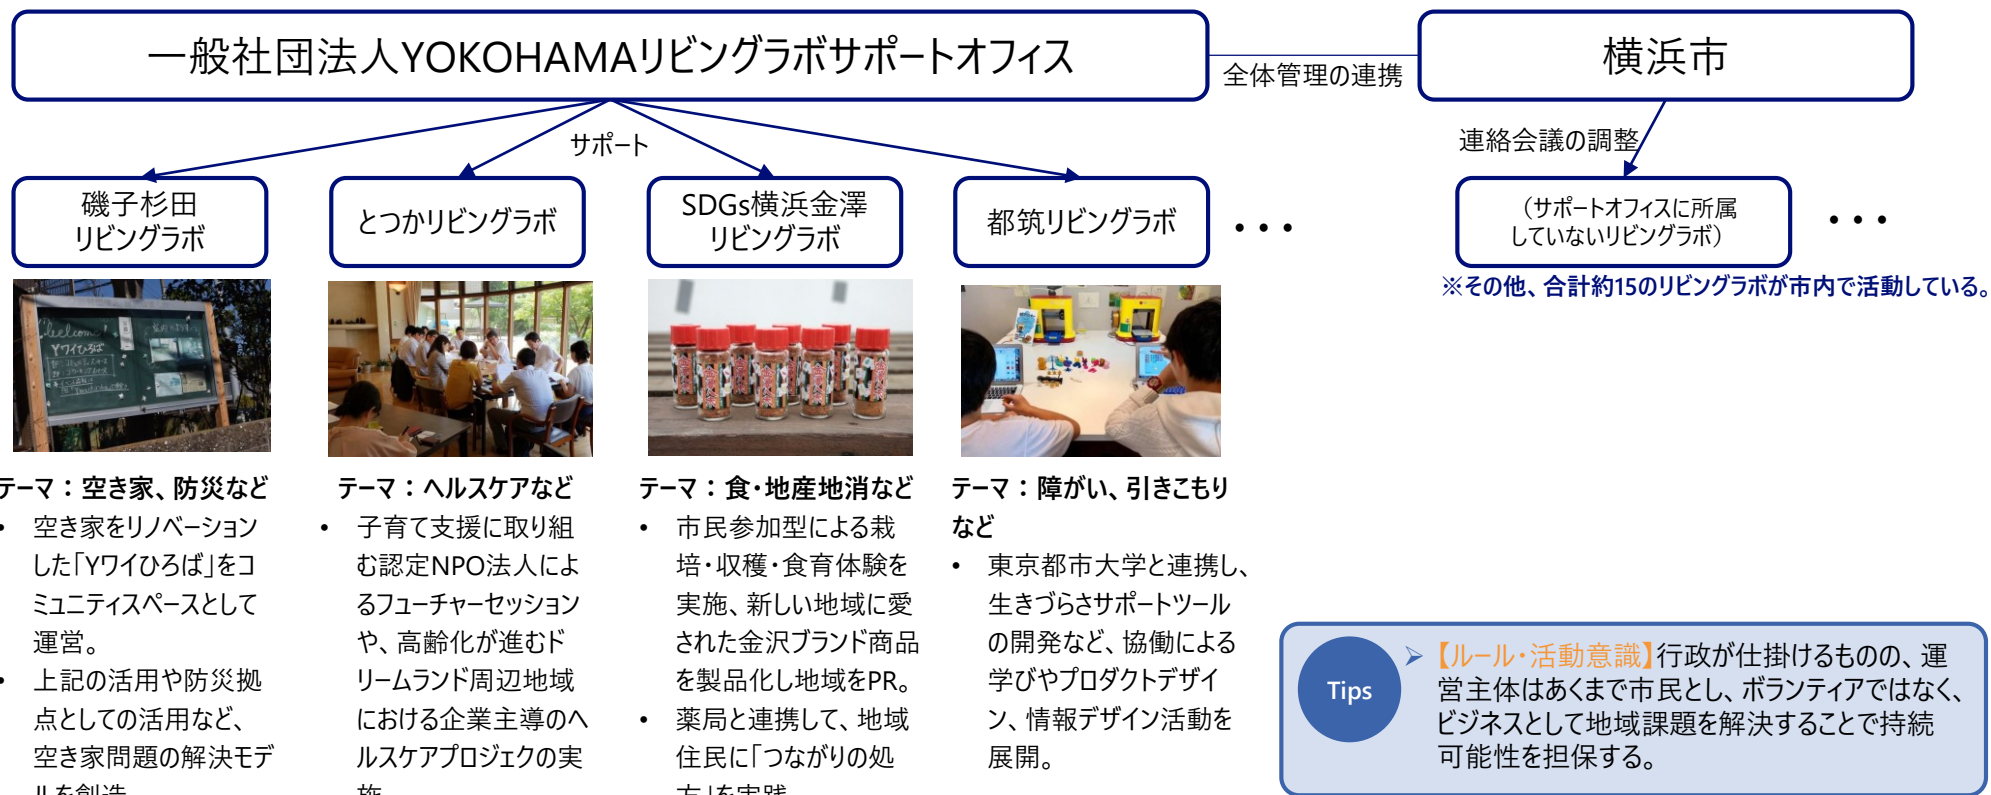 一般社団法人YOKOHAMAリビングラボサポートオフィス
全体管理の連携
横浜市
サポート
連絡会議の調整
磯子杉田
リビングラボ
とつかリビングラボ
SDGs横浜金澤
リビングラボ
都筑リビングラボ
・・・
（サポートオフィスに所属
していないリビングラボ）
・・・
※その他、合計約15のリビングラボが市内で活動している。
Welcome!
Yワイひろば
テーマ：空き家、防災など
• 空き家をリノベーション
した「Yワイひろば」をコ
ミュニティスペースとして
運営。
• 上記の活用や防災拠
点としての活用など、
空き家問題の解決モデ
ルを創造
テーマ：ヘルスケアなど
• 子育て支援に取り組
む認定NPO法人によ
るフューチャーセッション
や、高齢化が進むド
リームランド周辺地域
における企業主導のヘ
ルスケアプロジェクの実
施
テーマ：食・地産地消など
• 市民参加型による栽
培・収穫・食育体験を
実施、新しい地域に愛
された金沢ブランド商品
を製品化し地域をPR。
• 薬局と連携して、地域
住民に「つながりの処
方」を実践
テーマ：障がい、引きこもり
など
• 東京都市大学と連携し、
生きづらさサポートツール
の開発など、協働による
学びやプロダクトデザイ
ン、情報デザイン活動を
展開。
Tips
➢ 【ルール・活動意識】行政が仕掛けるものの、運
営主体はあくまで市民とし、ボランティアではなく、
ビジネスとして地域課題を解決することで持続
可能性を担保する。